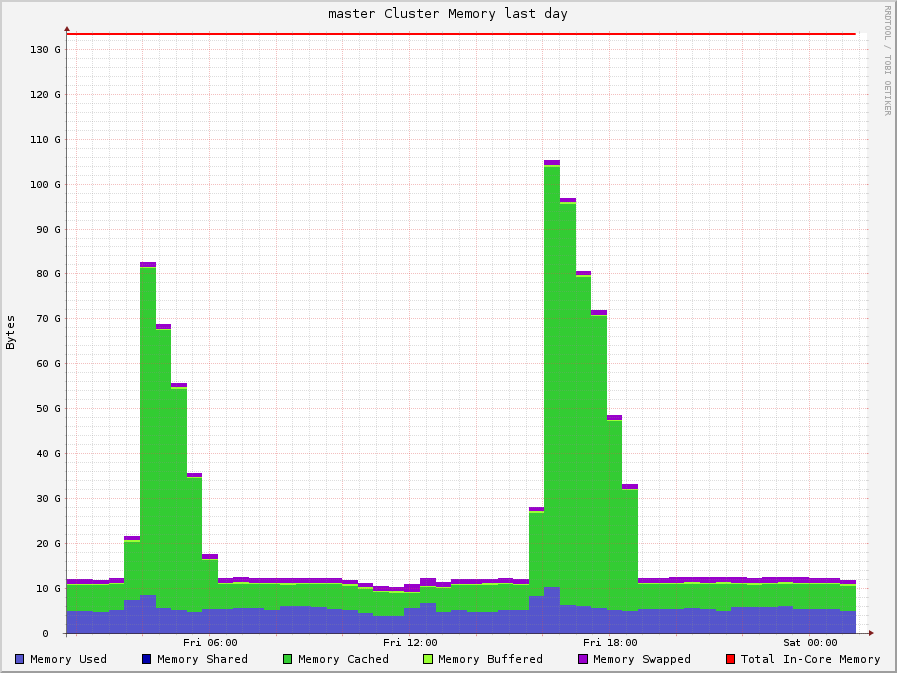 master Cluster Memory last day
RRDTOOL / TOBI OETIKER
Bytes
130 G
120 G
110 G
100 G
90 G
80 G
70 G
60 G
50 G
40 G
30 G
20 G
10 G
0
Fri 06:00 Fri 12:00 Fri 18:00 Sat 00:00
Memory Used Memory Shared Memory Cached Memory Buffered Memory Swapped Total In-Core Memory